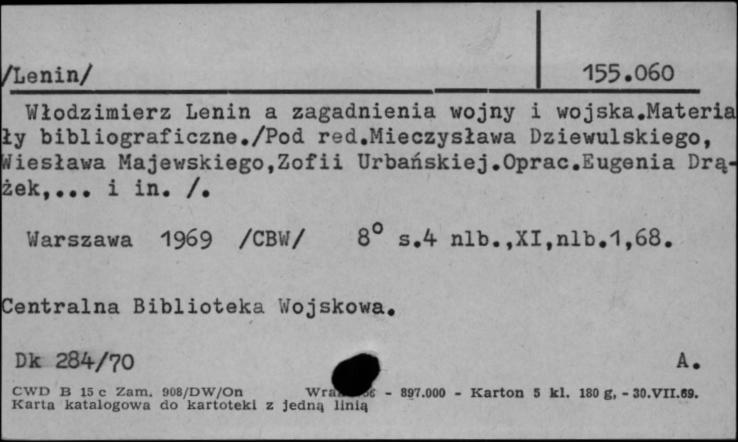 /Lenin/ 155.060
Włodzimierz Lenin a zagadnienia wojny i wojska.Materia
ły bibliograficzne./Pod red.Mieczysława Dziewulskiego,
Wiesława Majewskiego,Zofii Urbańskiej.Oprac.Eugenia Drą-
żek,... i in. /.
Warszawa 1969 /CBW/ 8° s.4 nlb.,XI,nlb.1,68.
Centralna Biblioteka Wojskowa.
Dk 284/70 A.
CWD B 15 c Zam. 908/DW/On - 897.000 - Karton 5 kl. 180 g, - 30.VII.69.
Karta katalogowa do kartoteki z jedną linią